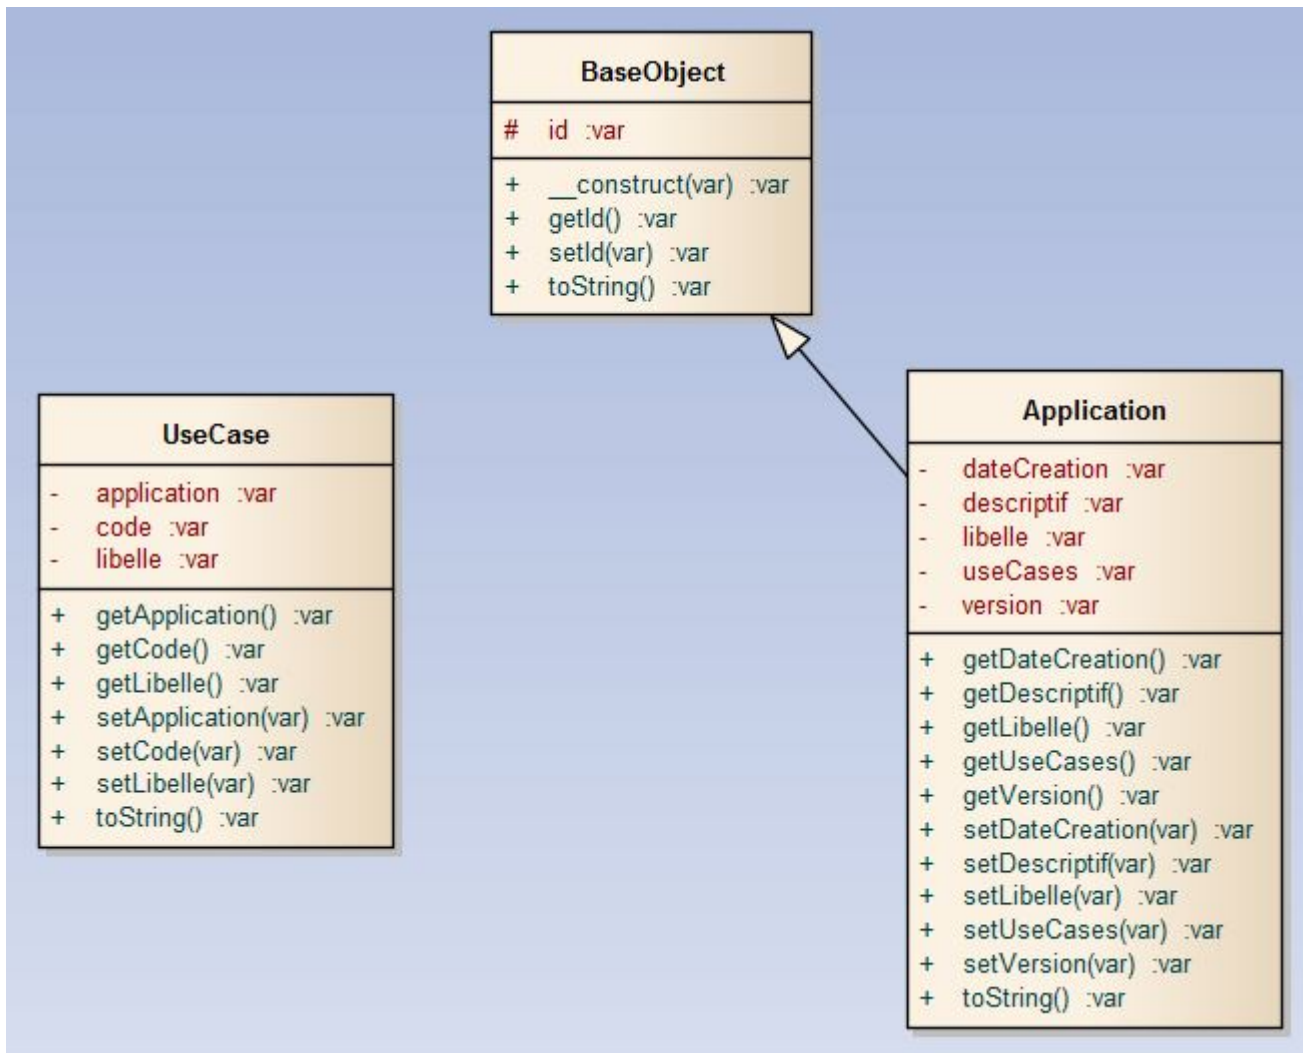 BaseObject
# id :var
+ __construct(var) :var
+ getId() :var
+ setId(var) :var
+ toString() :var
UseCase
- application :var
- code :var
- libelle :var
+ getApplication() :var
+ getCode() :var
+ getLibelle() :var
+ setApplication(var) :var
+ setCode(var) :var
+ setLibelle(var) :var
+ toString() :var
Application
- dateCreation :var
- descriptif :var
- libelle :var
- useCases :var
- version :var
+ getDateCreation() :var
+ getDescriptif() :var
+ getLibelle() :var
+ getUseCases() :var
+ getVersion() :var
+ setDateCreation(var) :var
+ setDescriptif(var) :var
+ setLibelle(var) :var
+ setUseCases(var) :var
+ setVersion(var) :var
+ toString() :var